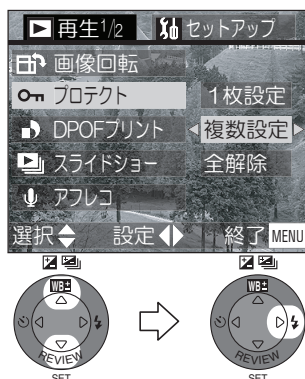 再生1/2 セットアップ
画像回転
プロテクト 1枚設定
DPOFプリント 複数設定
スライドショー 全解除
アフレコ
選択 設定 終了 MENU
WB± WB±
REVIEW REVIEW
SET SET